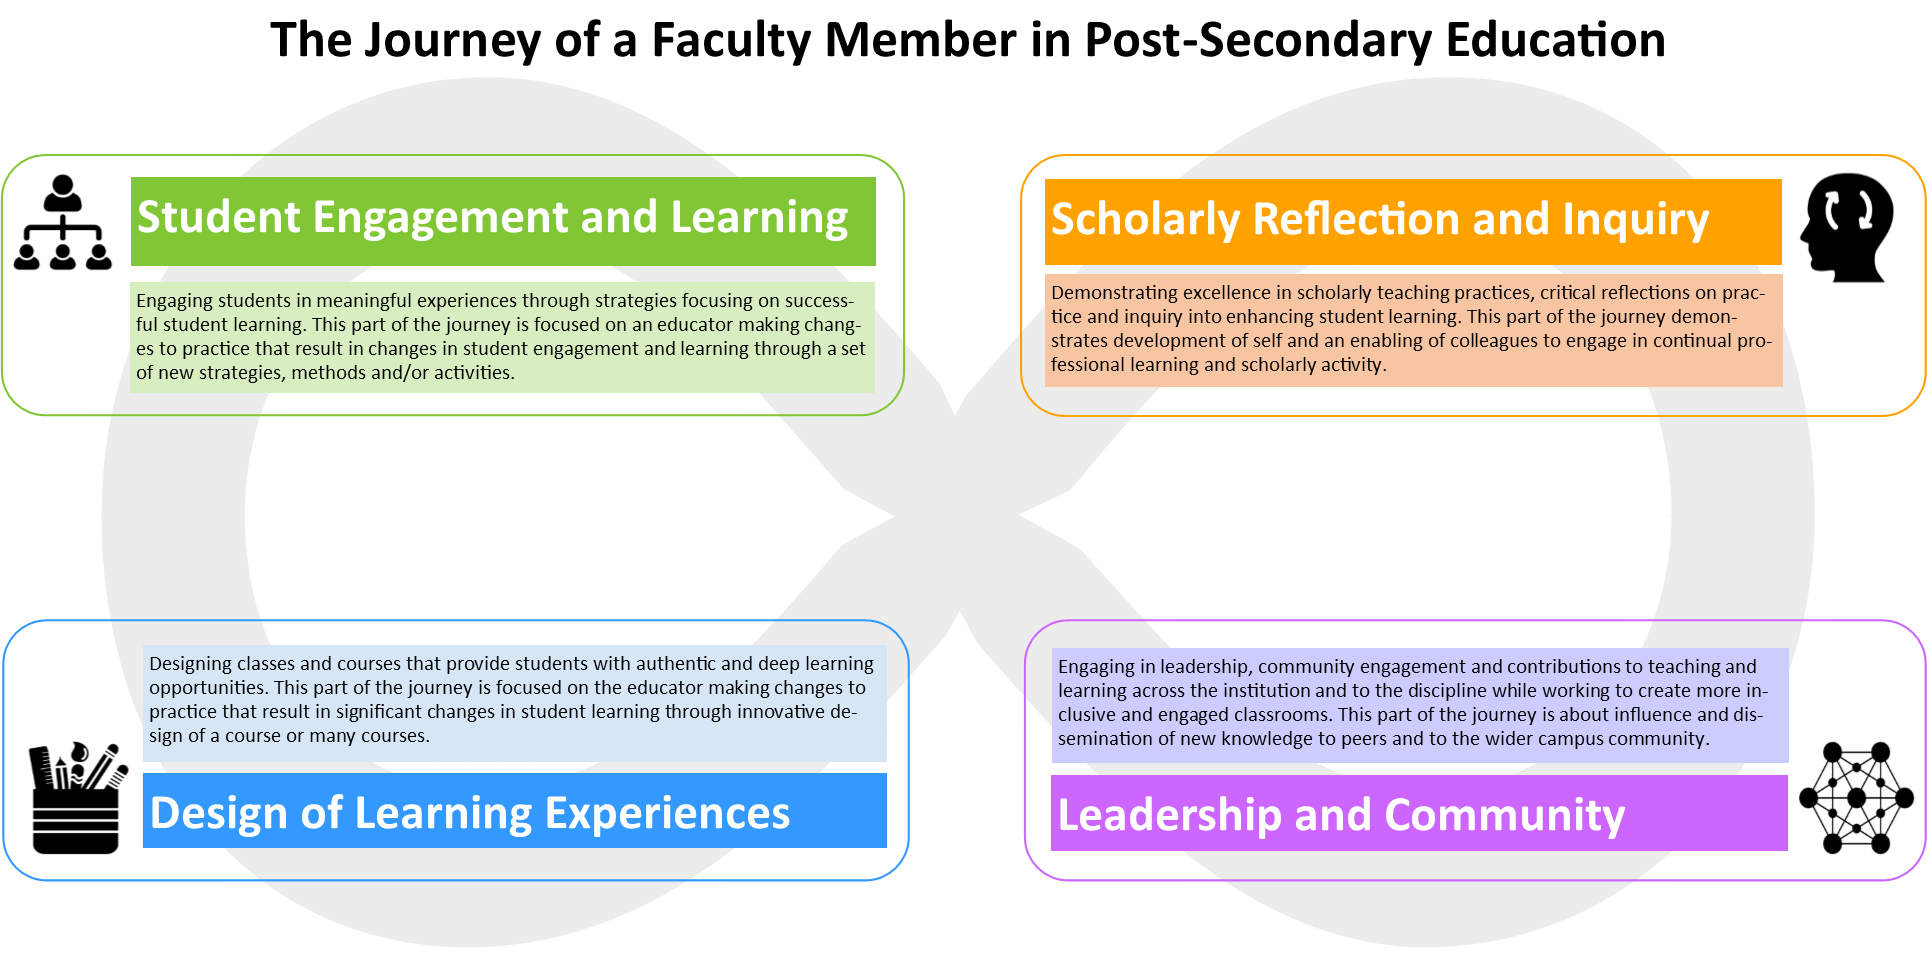 The Journey of a Faculty Member in Post-Secondary Education
Student Engagement and Learning
Engaging students in meaningful experiences through strategies focusing on success-
ful student learning. This part of the journey is focused on an educator making chang-
es to practice that result in changes in student engagement and learning through a set
of new strategies, methods and/or activities.
Scholarly Reflection and Inquiry
Demonstrating excellence in scholarly teaching practices, critical reflections on prac-
tice and inquiry into enhancing student learning. This part of the journey demon-
strates development of self and an enabling of colleagues to engage in continual pro-
fessional learning and scholarly activity.
Designing classes and courses that provide students with authentic and deep learning
opportunities. This part of the journey is focused on the educator making changes to
practice that result in significant changes in student learning through innovative de-
sign of a course or many courses.
Design of Learning Experiences
Engaging in leadership, community engagement and contributions to teaching and
learning across the institution and to the discipline while working to create more in-
clusive and engaged classrooms. This part of the journey is about influence and dis-
semination of new knowledge to peers and to the wider campus community.
Leadership and Community